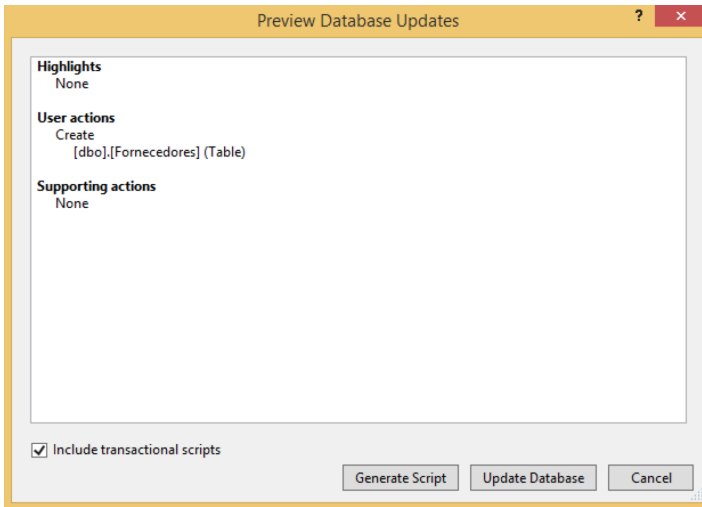 Preview Database Updates
? ×
Highlights
None
User actions
Create
[dbo].[Fornecedores] (Table)
Supporting actions
None
Include transactional scripts
Generate Script Update Database Cancel